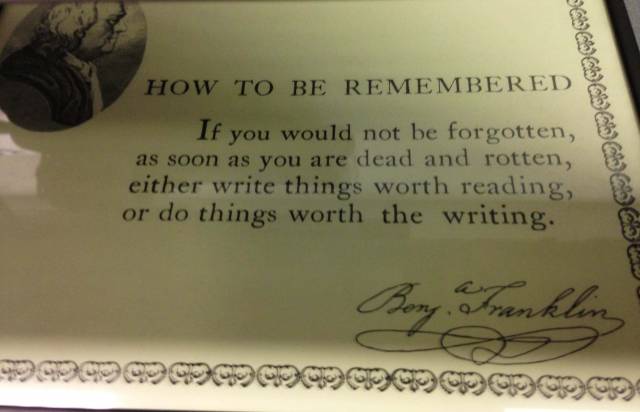 HOW TO BE REMEMBERED
If you would not be forgotten,
as soon as you are dead and rotten,
either write things worth reading,
or do things worth the writing.
Benj.a Franklin